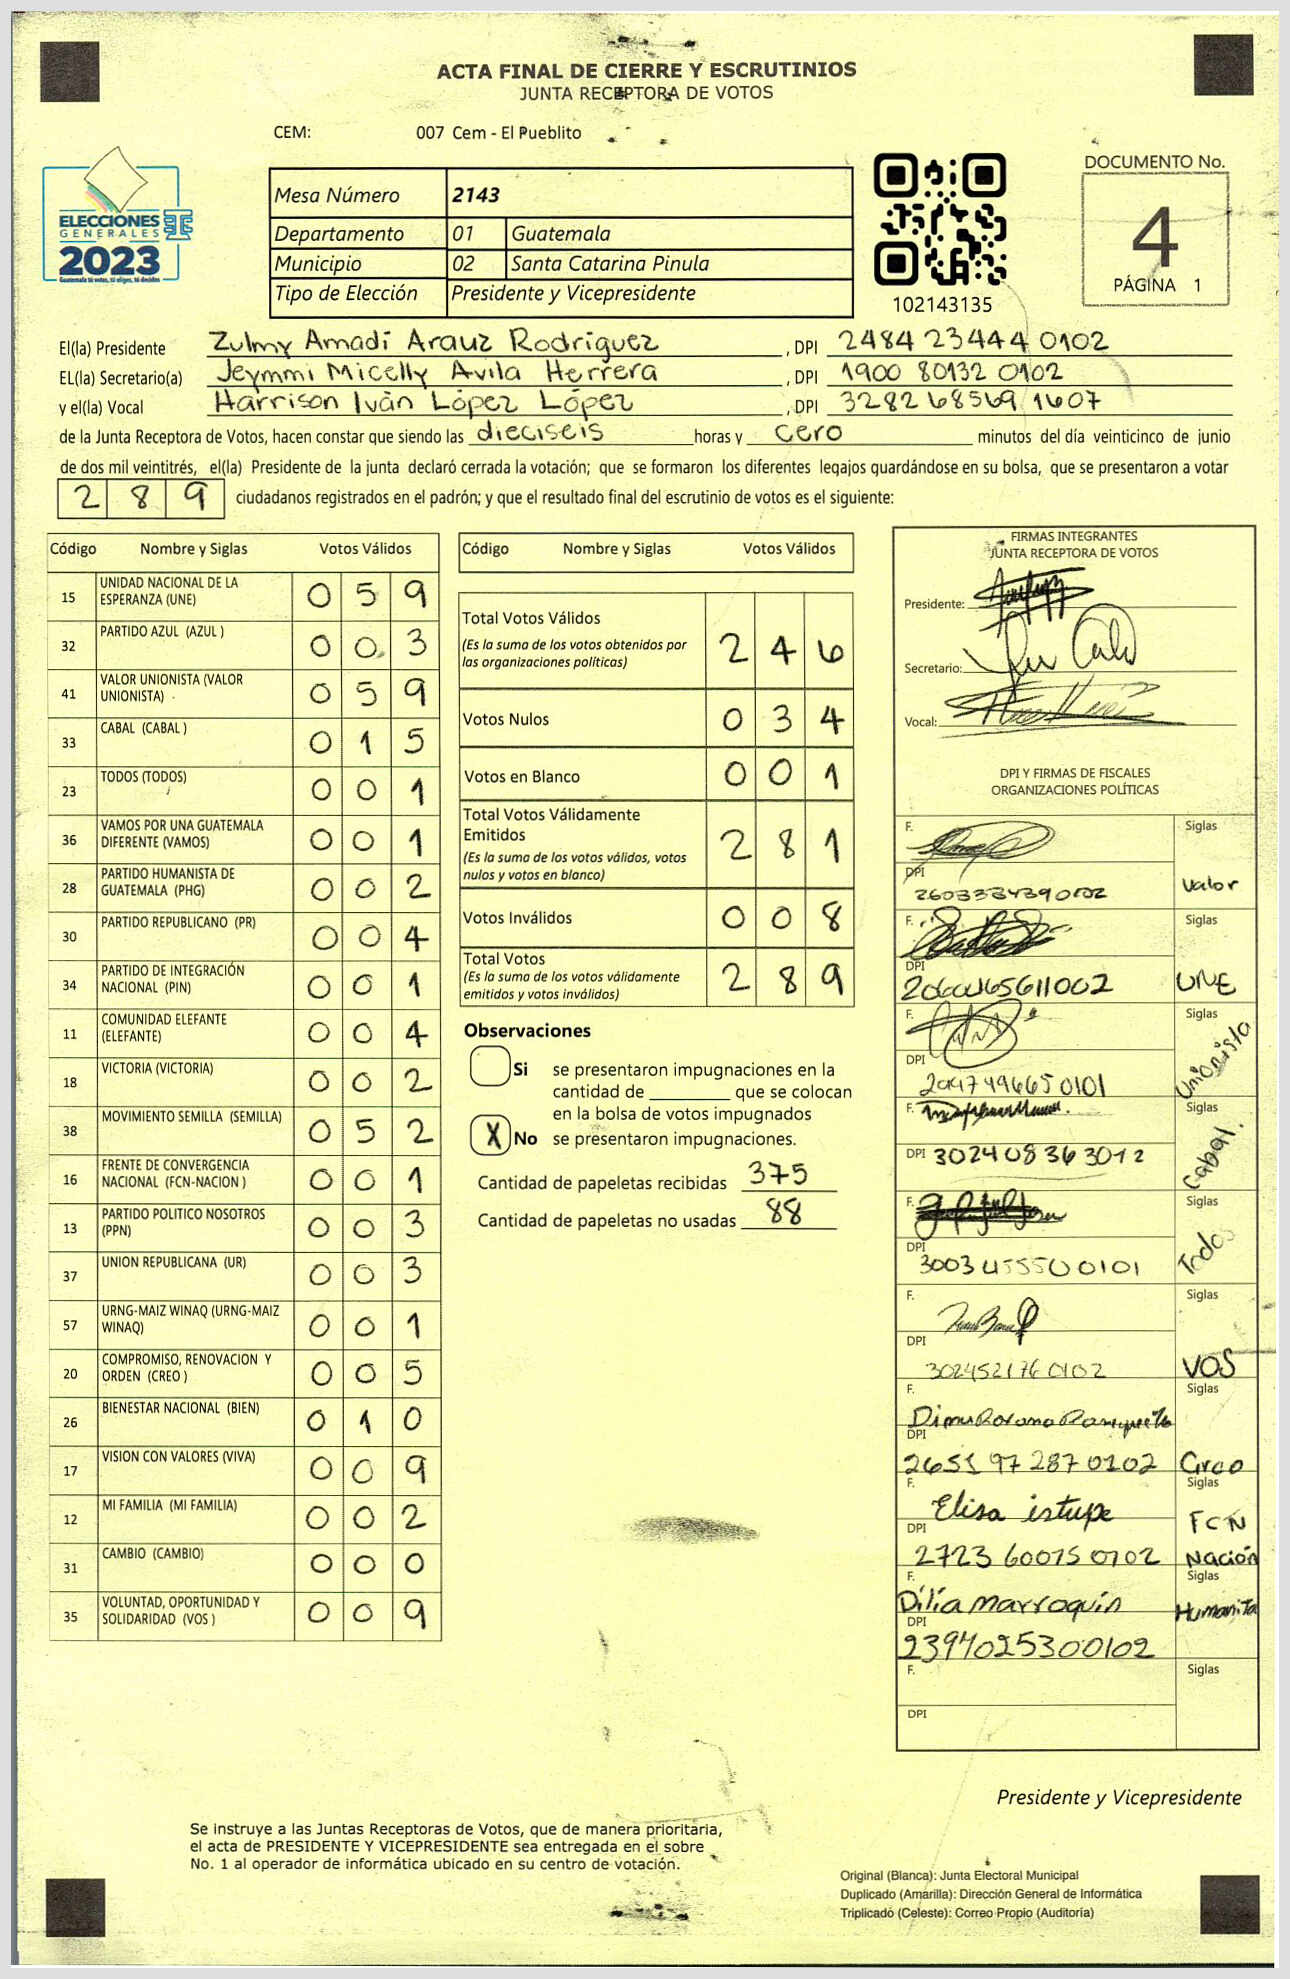 ACTA FINAL DE CIERRE Y ESCRUTINIOS
JUNTA RECEPTORA DE VOTOS
CEM: 007 Cem - El Pueblito
DOCUMENTO No.
4
PÁGINA 1
ELECCIONES
GENERALES
2023
Guatemala tú votas, tú eliges, tú decides
Mesa Número 2143
Departamento 01 Guatemala
Municipio 02 Santa Catarina Pinula
Tipo de Elección Presidente y Vicepresidente
102143135
El(la) Presidente Zulmy Amadí Arauz Rodríguez, DPI 2484 23444 0102
EL(la) Secretario(a) Jeymmi Micelly Avila Herrera, DPI 1900 80132 0102
y el(la) Vocal Harrison Iván López López, DPI 3282 68569 1607
de la Junta Receptora de Votos, hacen constar que siendo las dieciseis horas y cero minutos del día veinticinco de junio
de dos mil veintitrés, el(la) Presidente de la junta declaró cerrada la votación; que se formaron los diferentes legajos guardándose en su bolsa, que se presentaron a votar
2 8 9 ciudadanos registrados en el padrón; y que el resultado final del escrutinio de votos es el siguiente:
Código Nombre y Siglas Votos Válidos
15 UNIDAD NACIONAL DE LA ESPERANZA (UNE) 0 5 9
32 PARTIDO AZUL (AZUL ) 0 0 3
41 VALOR UNIONISTA (VALOR UNIONISTA) 0 5 9
33 CABAL (CABAL ) 0 1 5
23 TODOS (TODOS) 0 0 1
36 VAMOS POR UNA GUATEMALA DIFERENTE (VAMOS) 0 0 1
28 PARTIDO HUMANISTA DE GUATEMALA (PHG) 0 0 2
30 PARTIDO REPUBLICANO (PR) 0 0 4
34 PARTIDO DE INTEGRACIÓN NACIONAL (PIN) 0 0 1
11 COMUNIDAD ELEFANTE (ELEFANTE) 0 0 4
18 VICTORIA (VICTORIA) 0 0 2
38 MOVIMIENTO SEMILLA (SEMILLA) 0 5 2
16 FRENTE DE CONVERGENCIA NACIONAL (FCN-NACION ) 0 0 1
13 PARTIDO POLITICO NOSOTROS (PPN) 0 0 3
37 UNION REPUBLICANA (UR) 0 0 3
57 URNG-MAIZ WINAQ (URNG-MAIZ WINAQ) 0 0 1
20 COMPROMISO, RENOVACION Y ORDEN (CREO ) 0 0 5
26 BIENESTAR NACIONAL (BIEN) 0 1 0
17 VISION CON VALORES (VIVA) 0 0 9
12 MI FAMILIA (MI FAMILIA) 0 0 2
31 CAMBIO (CAMBIO) 0 0 0
35 VOLUNTAD, OPORTUNIDAD Y SOLIDARIDAD (VOS ) 0 0 9
Código Nombre y Siglas Votos Válidos
Total Votos Válidos 2 4 6
(Es la suma de los votos obtenidos por
las organizaciones políticas)
Votos Nulos 0 3 4
Votos en Blanco 0 0 1
Total Votos Válidamente
Emitidos 2 8 1
(Es la suma de los votos válidos, votos
nulos y votos en blanco)
Votos Inválidos 0 0 8
Total Votos 2 8 9
(Es la suma de los votos válidamente
emitidos y votos inválidos)
Observaciones
Si se presentaron impugnaciones en la
cantidad de ________ que se colocan
en la bolsa de votos impugnados
X No se presentaron impugnaciones.
Cantidad de papeletas recibidas 375
Cantidad de papeletas no usadas 88
FIRMAS INTEGRANTES
JUNTA RECEPTORA DE VOTOS
Presidente:
Secretario:
Vocal:
DPI Y FIRMAS DE FISCALES
ORGANIZACIONES POLÍTICAS
F. Siglas
DPI Valor
F. Siglas
DPI UNE
F. Siglas
DPI 2047 49665 0101 Unionista
F. Siglas
DPI 302408363012 Cabal.
F. Siglas
DPI Todos
F. Siglas
DPI 302452176 0102 VOS
F. Siglas
DPI 2651 97 287 0102 Creo
F. Elisa istupe Siglas
DPI 2723 60075 0102 FCN Nación
F. Dilia Marroquín Siglas
DPI 2394025300102 Humanita
F. Siglas
DPI
Presidente y Vicepresidente
Se instruye a las Juntas Receptoras de Votos, que de manera prioritaria,
el acta de PRESIDENTE Y VICEPRESIDENTE sea entregada en el sobre
No. 1 al operador de informática ubicado en su centro de votación.
Original (Blanca): Junta Electoral Municipal
Duplicado (Amarilla): Dirección General de Informática
Triplicado (Celeste): Correo Propio (Auditoría)